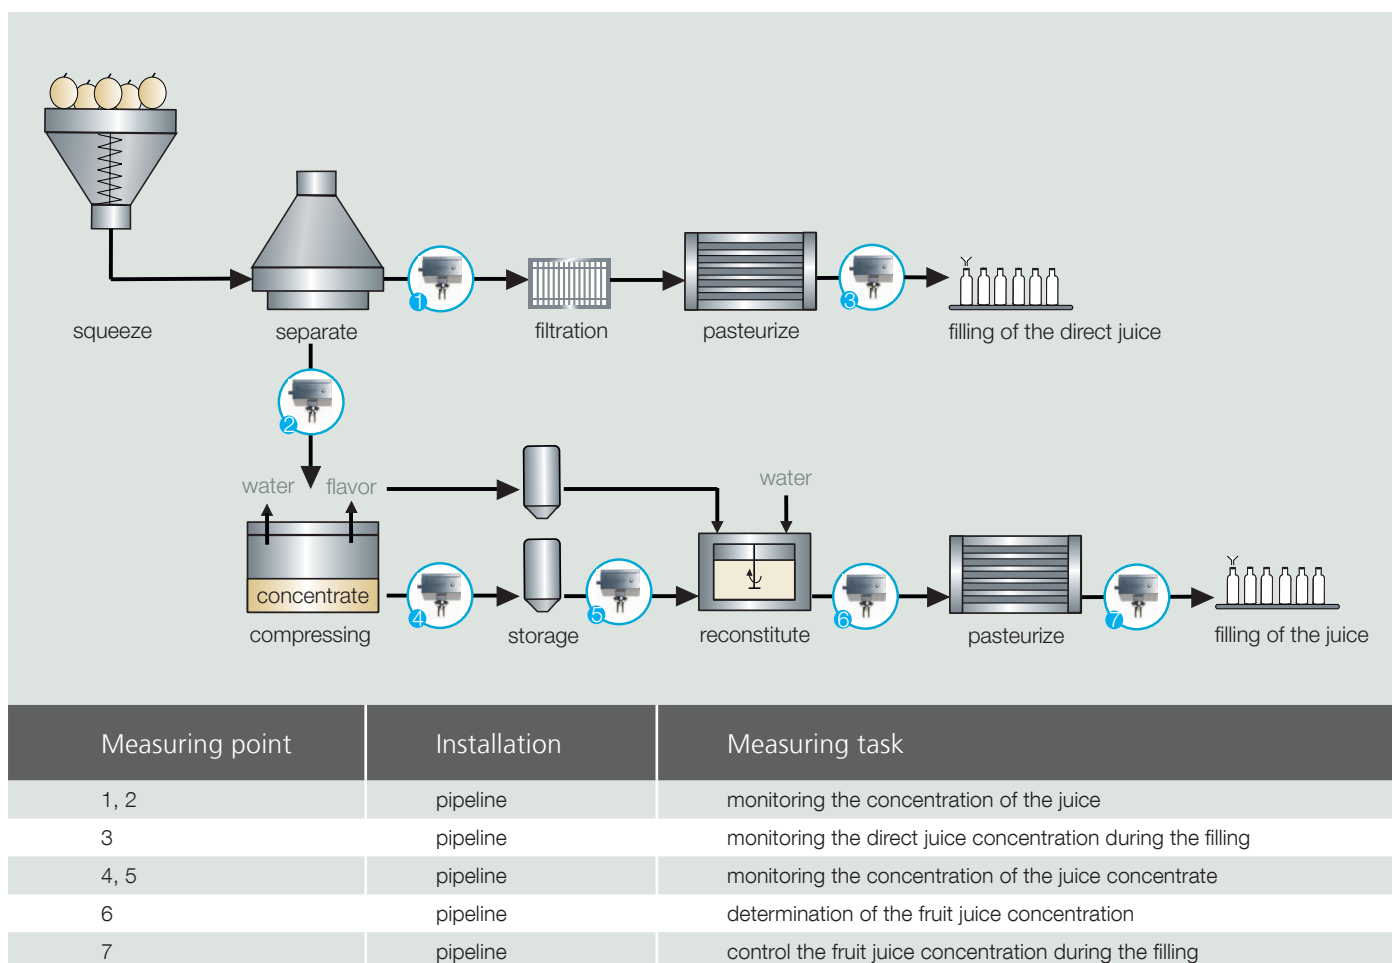 1
3
squeeze
separate
filtration
pasteurize
filling of the direct juice
2
water
flavor
water
concentrate
4
5
6
7
compressing
storage
reconstitute
pasteurize
filling of the juice
Measuring point Installation Measuring task
1, 2 pipeline monitoring the concentration of the juice
3 pipeline monitoring the direct juice concentration during the filling
4, 5 pipeline monitoring the concentration of the juice concentrate
6 pipeline determination of the fruit juice concentration
7 pipeline control the fruit juice concentration during the filling